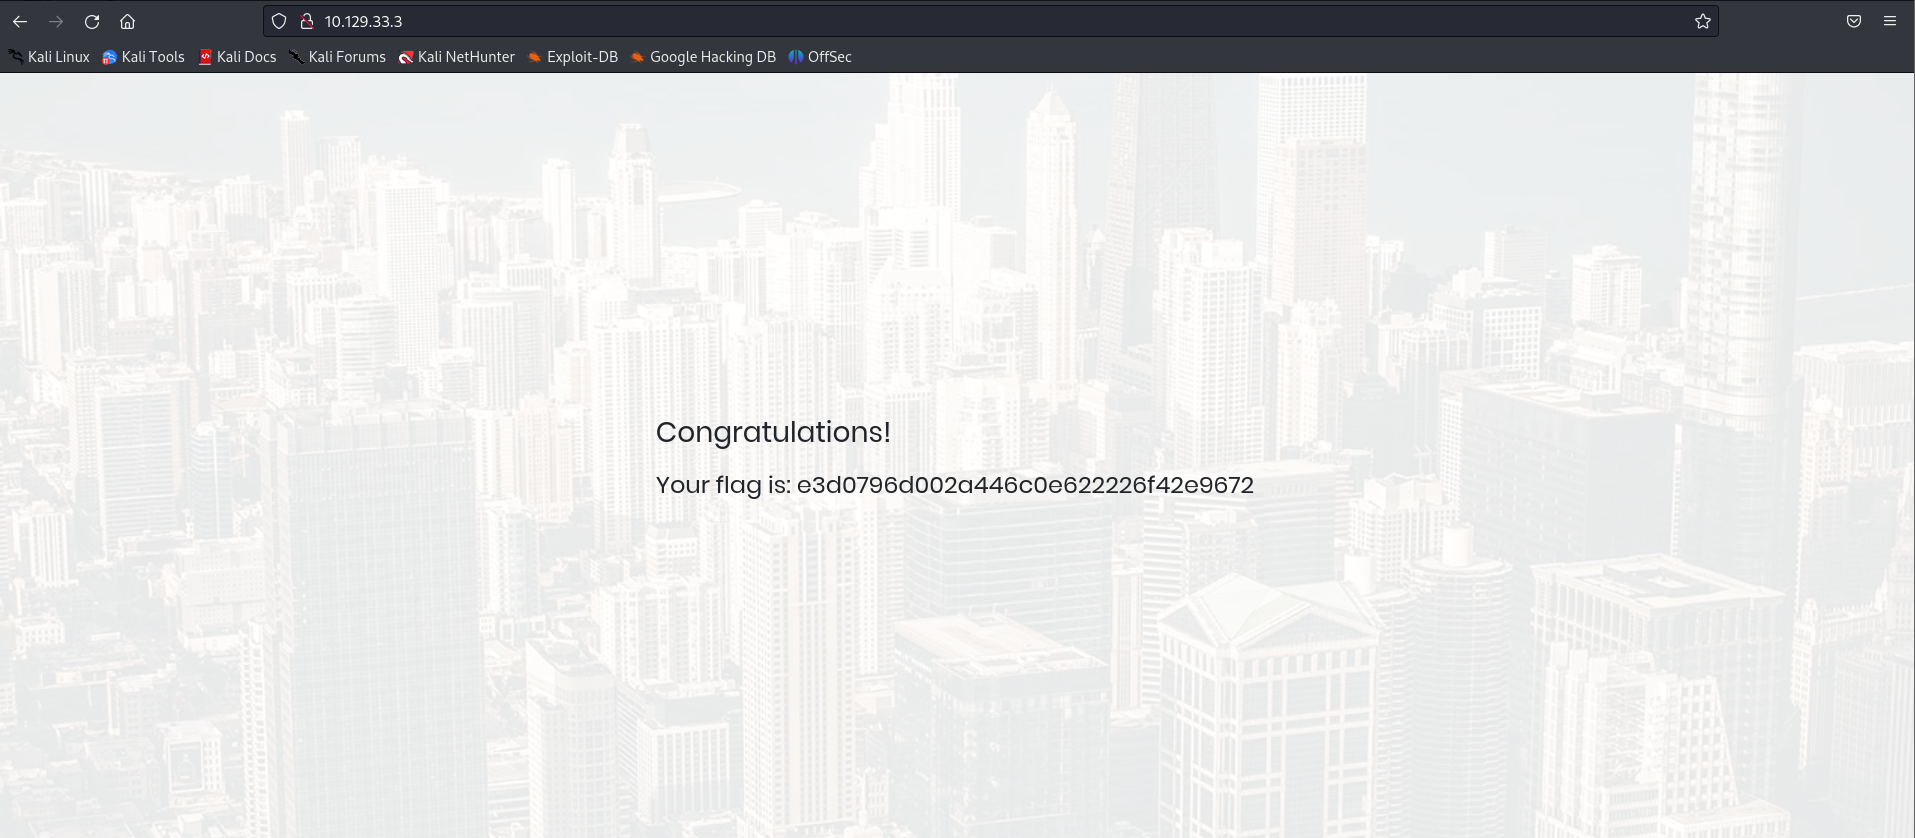 10.129.33.3
Kali Linux Kali Tools Kali Docs Kali Forums Kali NetHunter Exploit-DB Google Hacking DB OffSec
Congratulations!
Your flag is: e3d0796d002a446c0e622226f42e9672